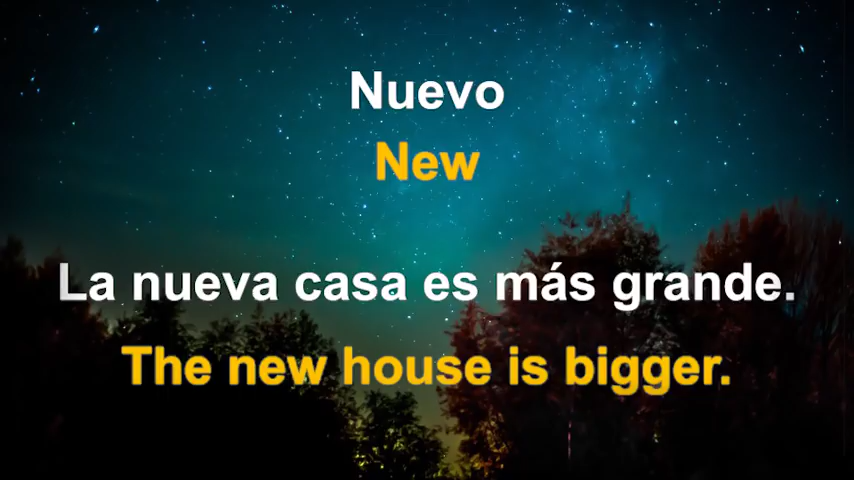 Nuevo
New
La nueva casa es más grande.
The new house is bigger.